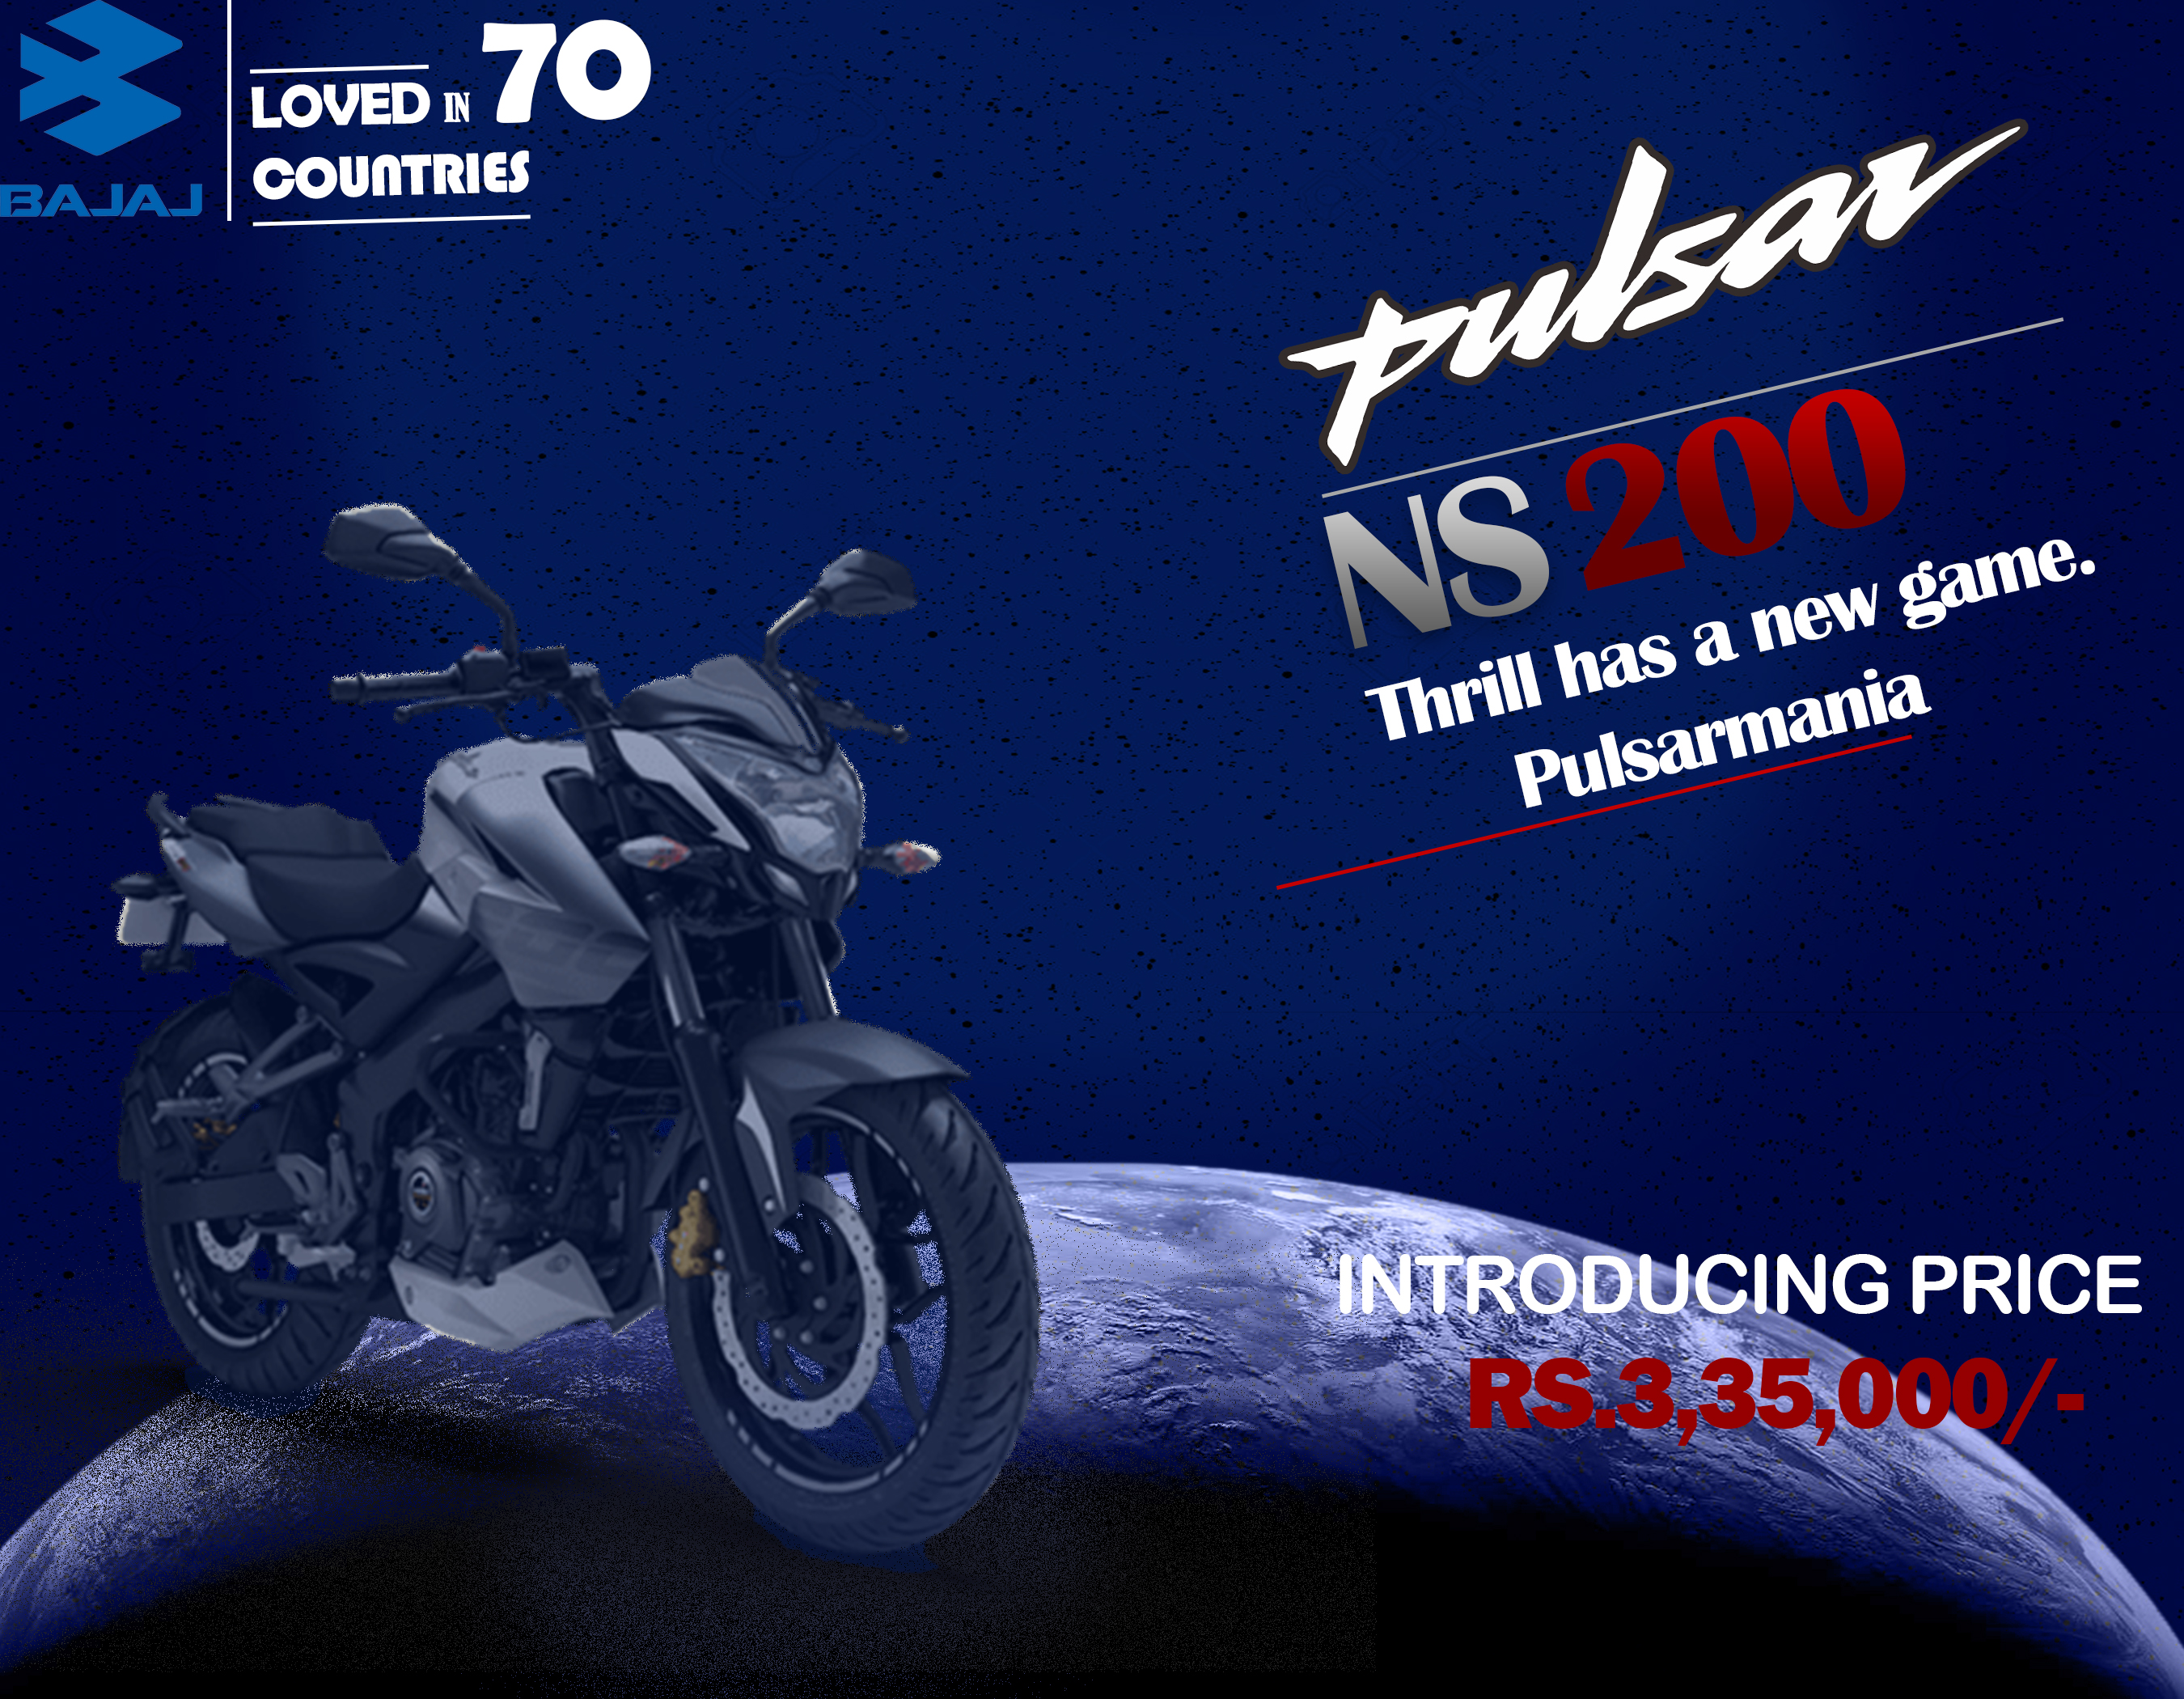 BAJAJ
LOVED IN 70
COUNTRIES
pulsar
NS 200
Thrill has a new game.
Pulsarmania
INTRODUCING PRICE
RS.3,35,000/-